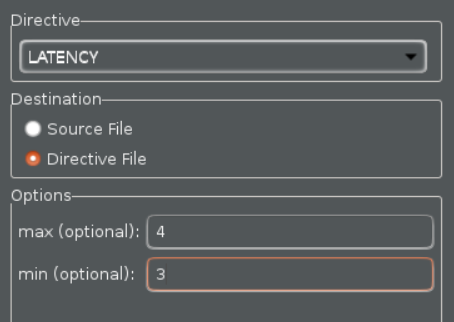 Directive
LATENCY
Destination
Source File
Directive File
Options
max (optional): 4
min (optional): 3